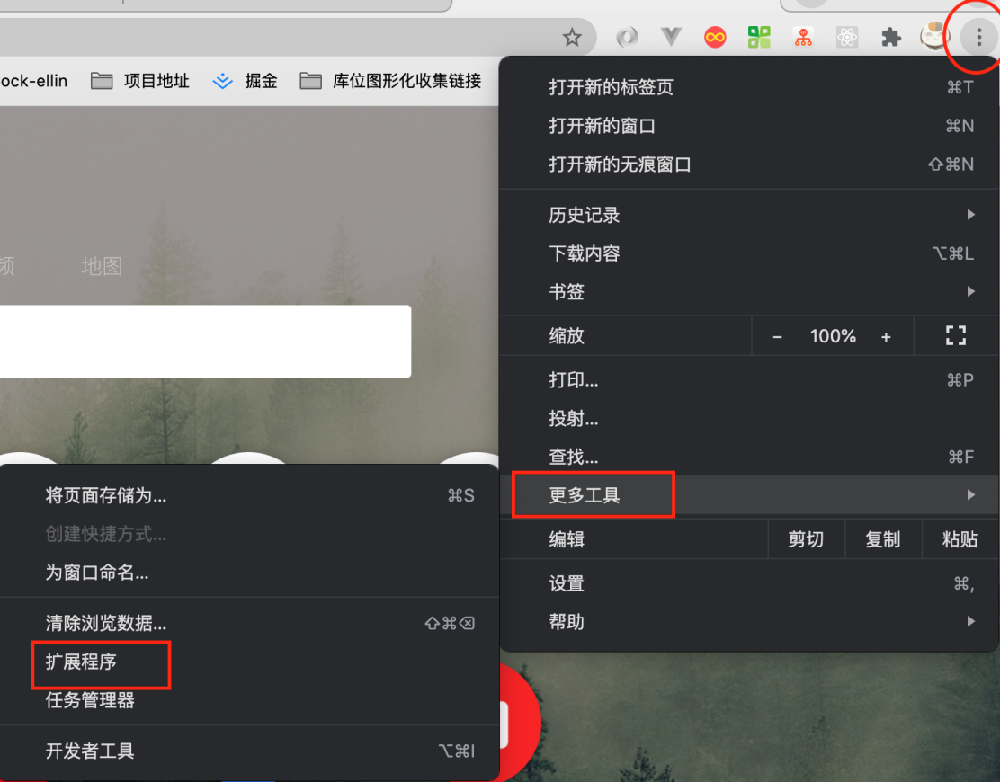 ock-ellin 项目地址 掘金 库位图形化收集链接
打开新的标签页 ⌘T
打开新的窗口 ⌘N
打开新的无痕窗口 ⇧⌘N
历史记录
下载内容 ⌥⌘L
书签
缩放 − 100% +
打印... ⌘P
投射...
查找... ⌘F
更多工具
编辑 剪切 复制 粘贴
设置 ⌘,
帮助
频 地图
将页面存储为... ⌘S
创建快捷方式...
为窗口命名...
清除浏览数据... ⇧⌘⌫
扩展程序
任务管理器
开发者工具 ⌥⌘I